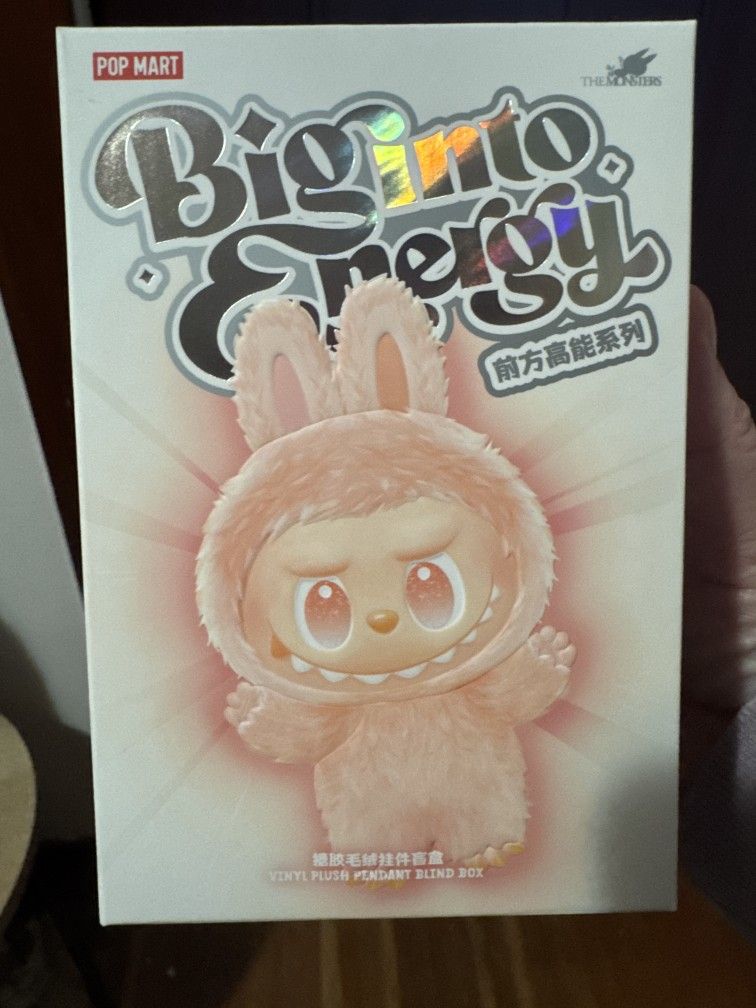 POP MART
THE MONSTERS
Big into
Energy
前方高能系列
搪胶毛绒挂件盲盒
VINYL PLUSH PENDANT BLIND BOX